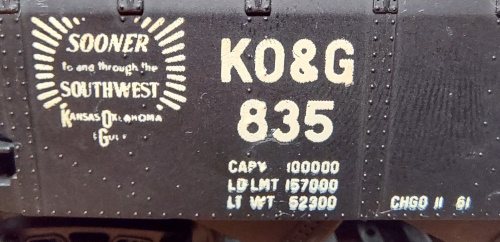 SOONER
to and through the
SOUTHWEST
KANSAS OKLAHOMA
& GULF
KO&G
835
CAPY 100000
LD LMT 157000
LT WT 52300
CHGO 11 61